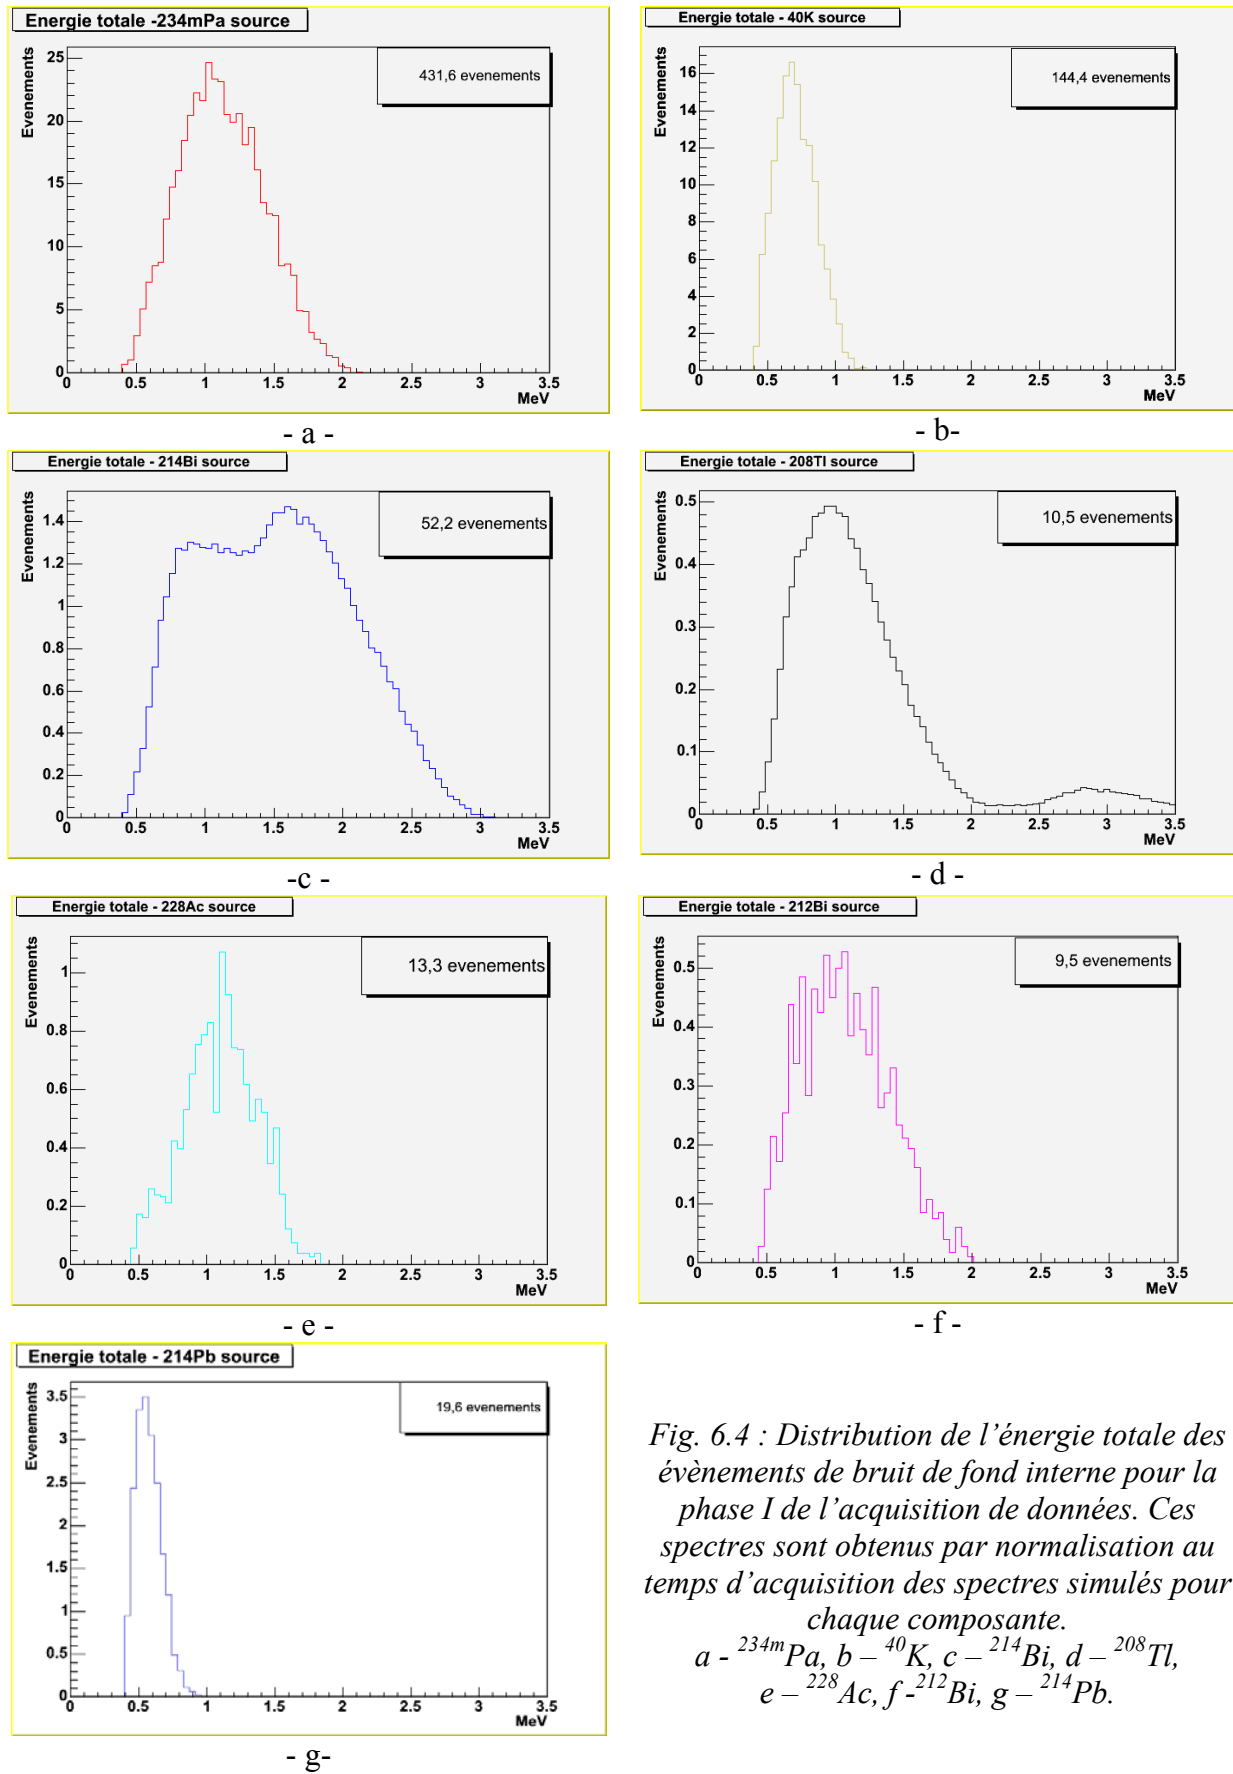 Energie totale -234mPa source
431,6 evenements
Evenements
25
20
15
10
5
0
0 0.5 1 1.5 2 2.5 3 3.5
MeV
- a -
Energie totale - 40K source
144,4 evenements
Evenements
16
14
12
10
8
6
4
2
0
0 0.5 1 1.5 2 2.5 3 3.5
MeV
- b-
Energie totale - 214Bi source
52,2 evenements
Evenements
1.4
1.2
1
0.8
0.6
0.4
0.2
0
0 0.5 1 1.5 2 2.5 3 3.5
MeV
-c -
Energie totale - 208Tl source
10,5 evenements
Evenements
0.5
0.4
0.3
0.2
0.1
0
0 0.5 1 1.5 2 2.5 3 3.5
MeV
- d -
Energie totale - 228Ac source
13,3 evenements
Evenements
1
0.8
0.6
0.4
0.2
0
0 0.5 1 1.5 2 2.5 3 3.5
MeV
- e -
Energie totale - 212Bi source
9,5 evenements
Evenements
0.5
0.4
0.3
0.2
0.1
0
0 0.5 1 1.5 2 2.5 3 3.5
MeV
- f -
Energie totale - 214Pb source
19,6 evenements
Evenements
3.5
3
2.5
2
1.5
1
0.5
0
0 0.5 1 1.5 2 2.5 3 3.5
MeV
- g-
Fig. 6.4 : Distribution de l’énergie totale des
évènements de bruit de fond interne pour la
phase I de l’acquisition de données. Ces
spectres sont obtenus par normalisation au
temps d’acquisition des spectres simulés pour
chaque composante.
a - ²³⁴ᵐPa, b – ⁴⁰K, c – ²¹⁴Bi, d – ²⁰⁸Tl,
e – ²²⁸Ac, f -²¹²Bi, g – ²¹⁴Pb.